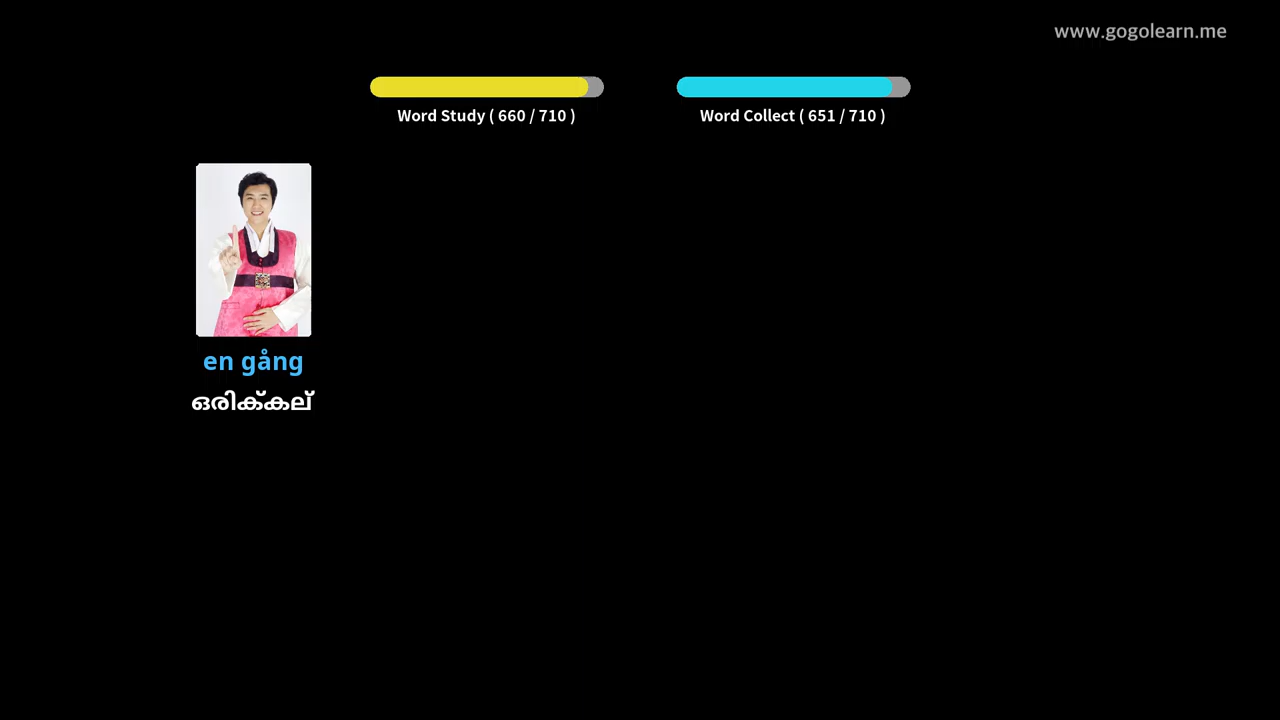 www.gogolearn.me
Word Study ( 660 / 710 )
Word Collect ( 651 / 710 )
en gång
ഒരിക്കല്